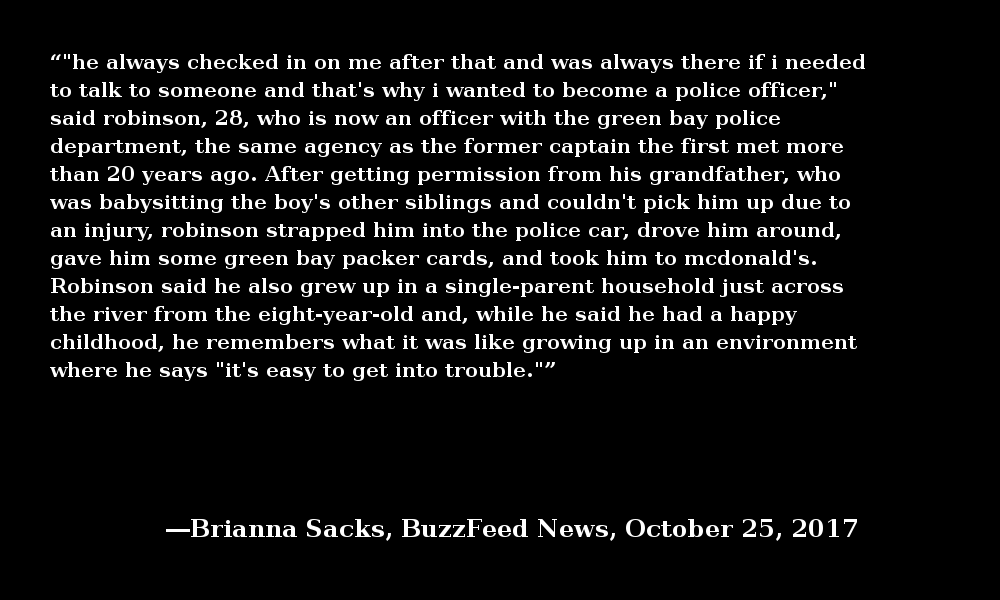 “"he always checked in on me after that and was always there if i needed
to talk to someone and that's why i wanted to become a police officer,"
said robinson, 28, who is now an officer with the green bay police
department, the same agency as the former captain the first met more
than 20 years ago. After getting permission from his grandfather, who
was babysitting the boy's other siblings and couldn't pick him up due to
an injury, robinson strapped him into the police car, drove him around,
gave him some green bay packer cards, and took him to mcdonald's.
Robinson said he also grew up in a single-parent household just across
the river from the eight-year-old and, while he said he had a happy
childhood, he remembers what it was like growing up in an environment
where he says "it's easy to get into trouble."”
—Brianna Sacks, BuzzFeed News, October 25, 2017